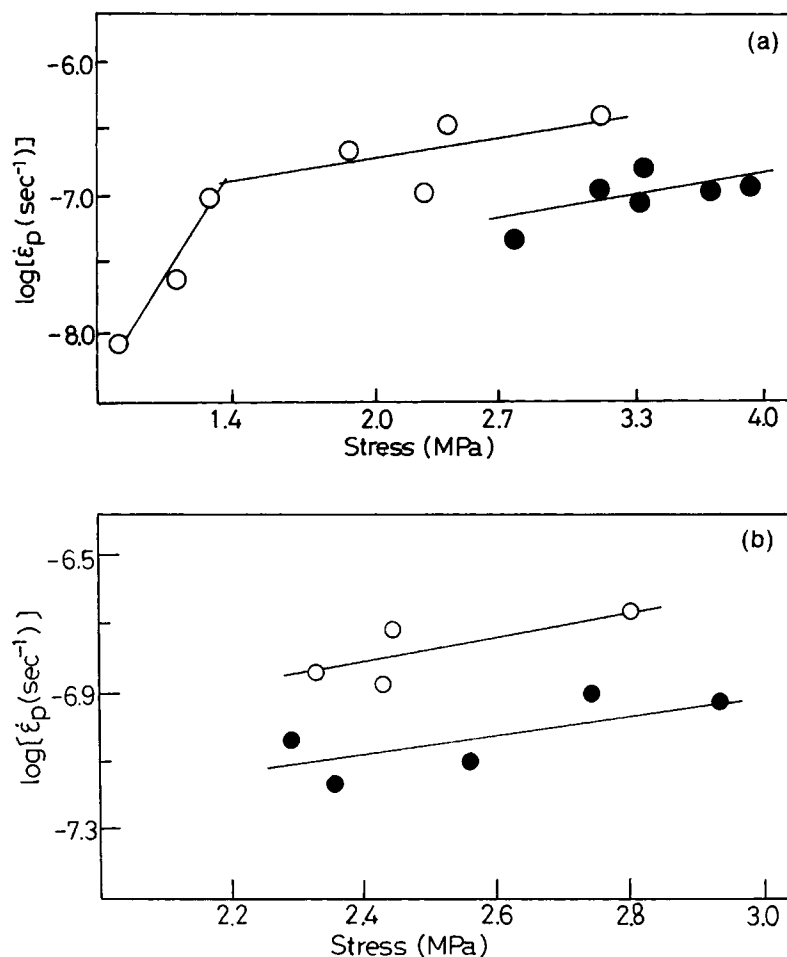 (a)
-6.0
-7.0
-8.0
log[ε̇p(sec⁻¹)]
1.4 2.0 2.7 3.3 4.0
Stress (MPa)
(b)
-6.5
-6.9
-7.3
log[ε̇p(sec⁻¹)]
2.2 2.4 2.6 2.8 3.0
Stress (MPa)